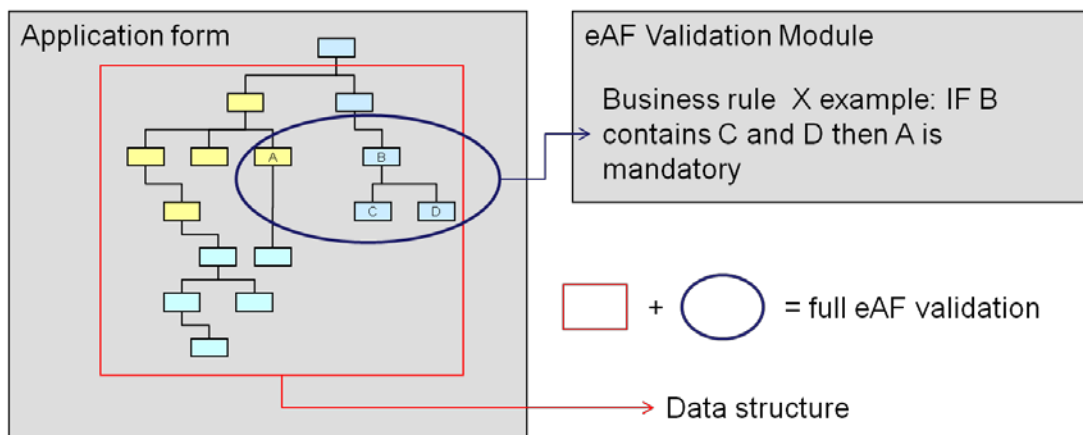 Application form
A
B
C
D
eAF Validation Module
Business rule X example: IF B
contains C and D then A is
mandatory
+ = full eAF validation
Data structure